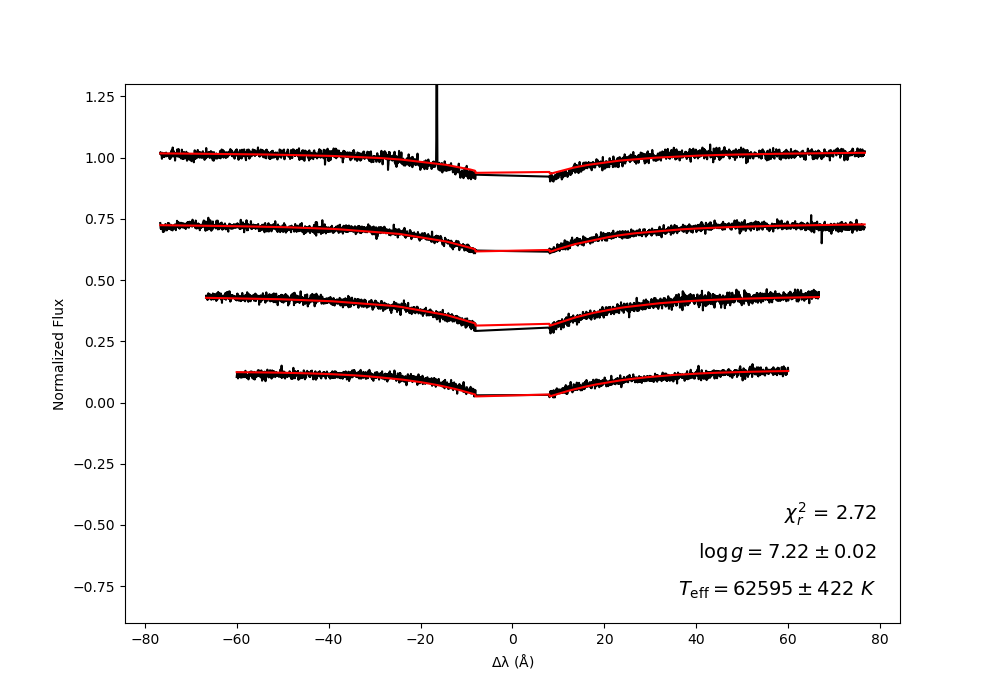 1.25
1.00
0.75
0.50
0.25
0.00
−0.25
−0.50
−0.75
Normalized Flux
χ²ᵣ = 2.72
log g = 7.22 ± 0.02
T_eff = 62595 ± 422 K
−80 −60 −40 −20 0 20 40 60 80
Δλ (Å)